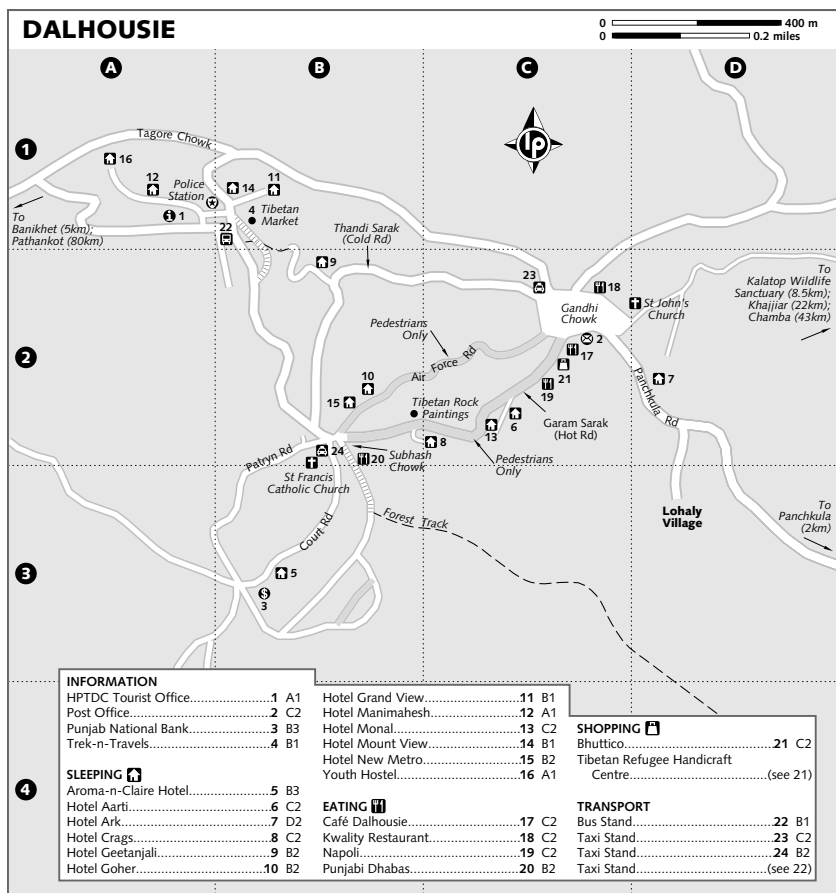 DALHOUSIE
0 400 m
0 0.2 miles
A B C D
1
Tagore Chowk
16
12
Police
Station
14
11
1
4 Tibetan
Market
lp
To
Banikhet (5km);
Pathankot (80km)
22
Thandi Sarak
(Cold Rd)
9
23
18
Gandhi
Chowk
St John's
Church
To
Kalatop Wildlife
Sanctuary (8.5km);
Khajjiar (22km);
Chamba (43km)
2
Pedestrians
Only
Air Force Rd
2
17
21
19
7
Panchkula Rd
10
15
Tibetan Rock
Paintings
13
6
Garam Sarak
(Hot Rd)
8
Pedestrians
Only
Patryn Rd
24
Subhash
Chowk
20
St Francis
Catholic Church
Lohaly
Village
To
Panchkula
(2km)
Forest Track
Court Rd
3
5
$
3
4
INFORMATION
HPTDC Tourist Office 1 A1
Post Office 2 C2
Punjab National Bank 3 B3
Trek-n-Travels 4 B1
SLEEPING
Aroma-n-Claire Hotel 5 B3
Hotel Aarti 6 C2
Hotel Ark 7 D2
Hotel Crags 8 C2
Hotel Geetanjali 9 B2
Hotel Goher 10 B2
Hotel Grand View 11 B1
Hotel Manimahesh 12 A1
Hotel Monal 13 C2
Hotel Mount View 14 B1
Hotel New Metro 15 B2
Youth Hostel 16 A1
EATING
Café Dalhousie 17 C2
Kwality Restaurant 18 C2
Napoli 19 C2
Punjabi Dhabas 20 B2
SHOPPING
Bhuttico 21 C2
Tibetan Refugee Handicraft
Centre (see 21)
TRANSPORT
Bus Stand 22 B1
Taxi Stand 23 C2
Taxi Stand 24 B2
Taxi Stand (see 22)